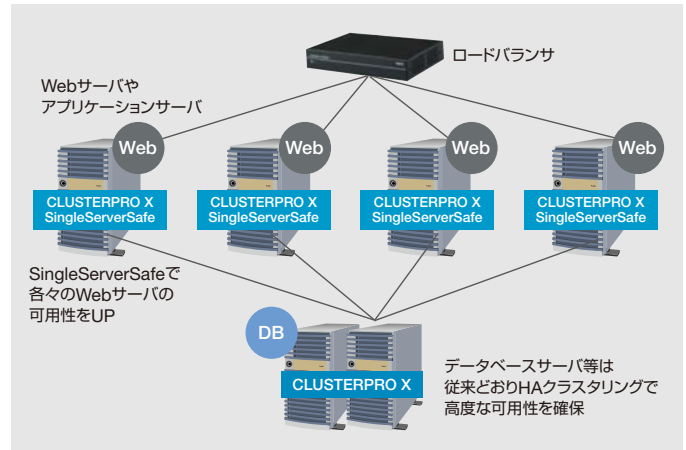 ロードバランサ
Webサーバや
アプリケーションサーバ
Web
Web
Web
Web
CLUSTERPRO X
SingleServerSafe
CLUSTERPRO X
SingleServerSafe
CLUSTERPRO X
SingleServerSafe
CLUSTERPRO X
SingleServerSafe
SingleServerSafeで
各々のWebサーバの
可用性をUP
DB
CLUSTERPRO X
データベースサーバ等は
従来どおりHAクラスタリングで
高度な可用性を確保